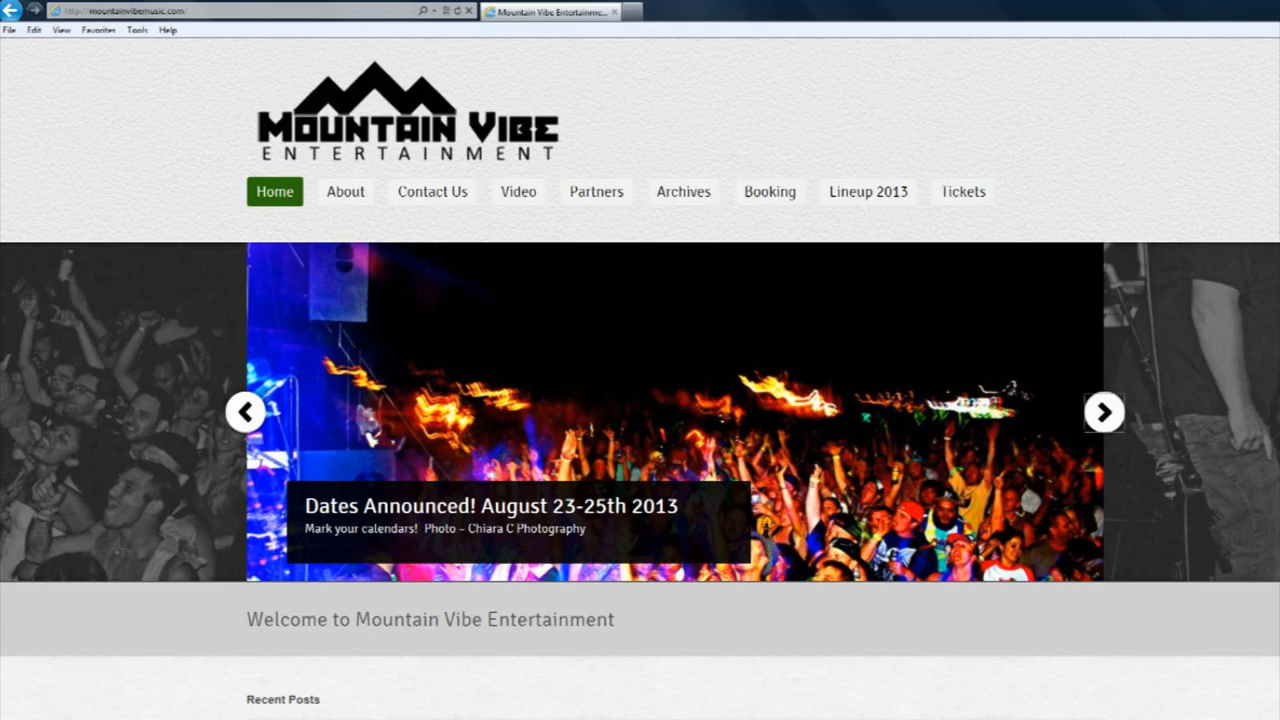 http://mountainvibemusic.com/
Mountain Vibe Entertainme...
File Edit View Favorites Tools Help
MOUNTAIN VIBE
ENTERTAINMENT
Home About Contact Us Video Partners Archives Booking Lineup 2013 Tickets
Dates Announced! August 23-25th 2013
Mark your calendars! Photo – Chiara C Photography
Welcome to Mountain Vibe Entertainment
Recent Posts